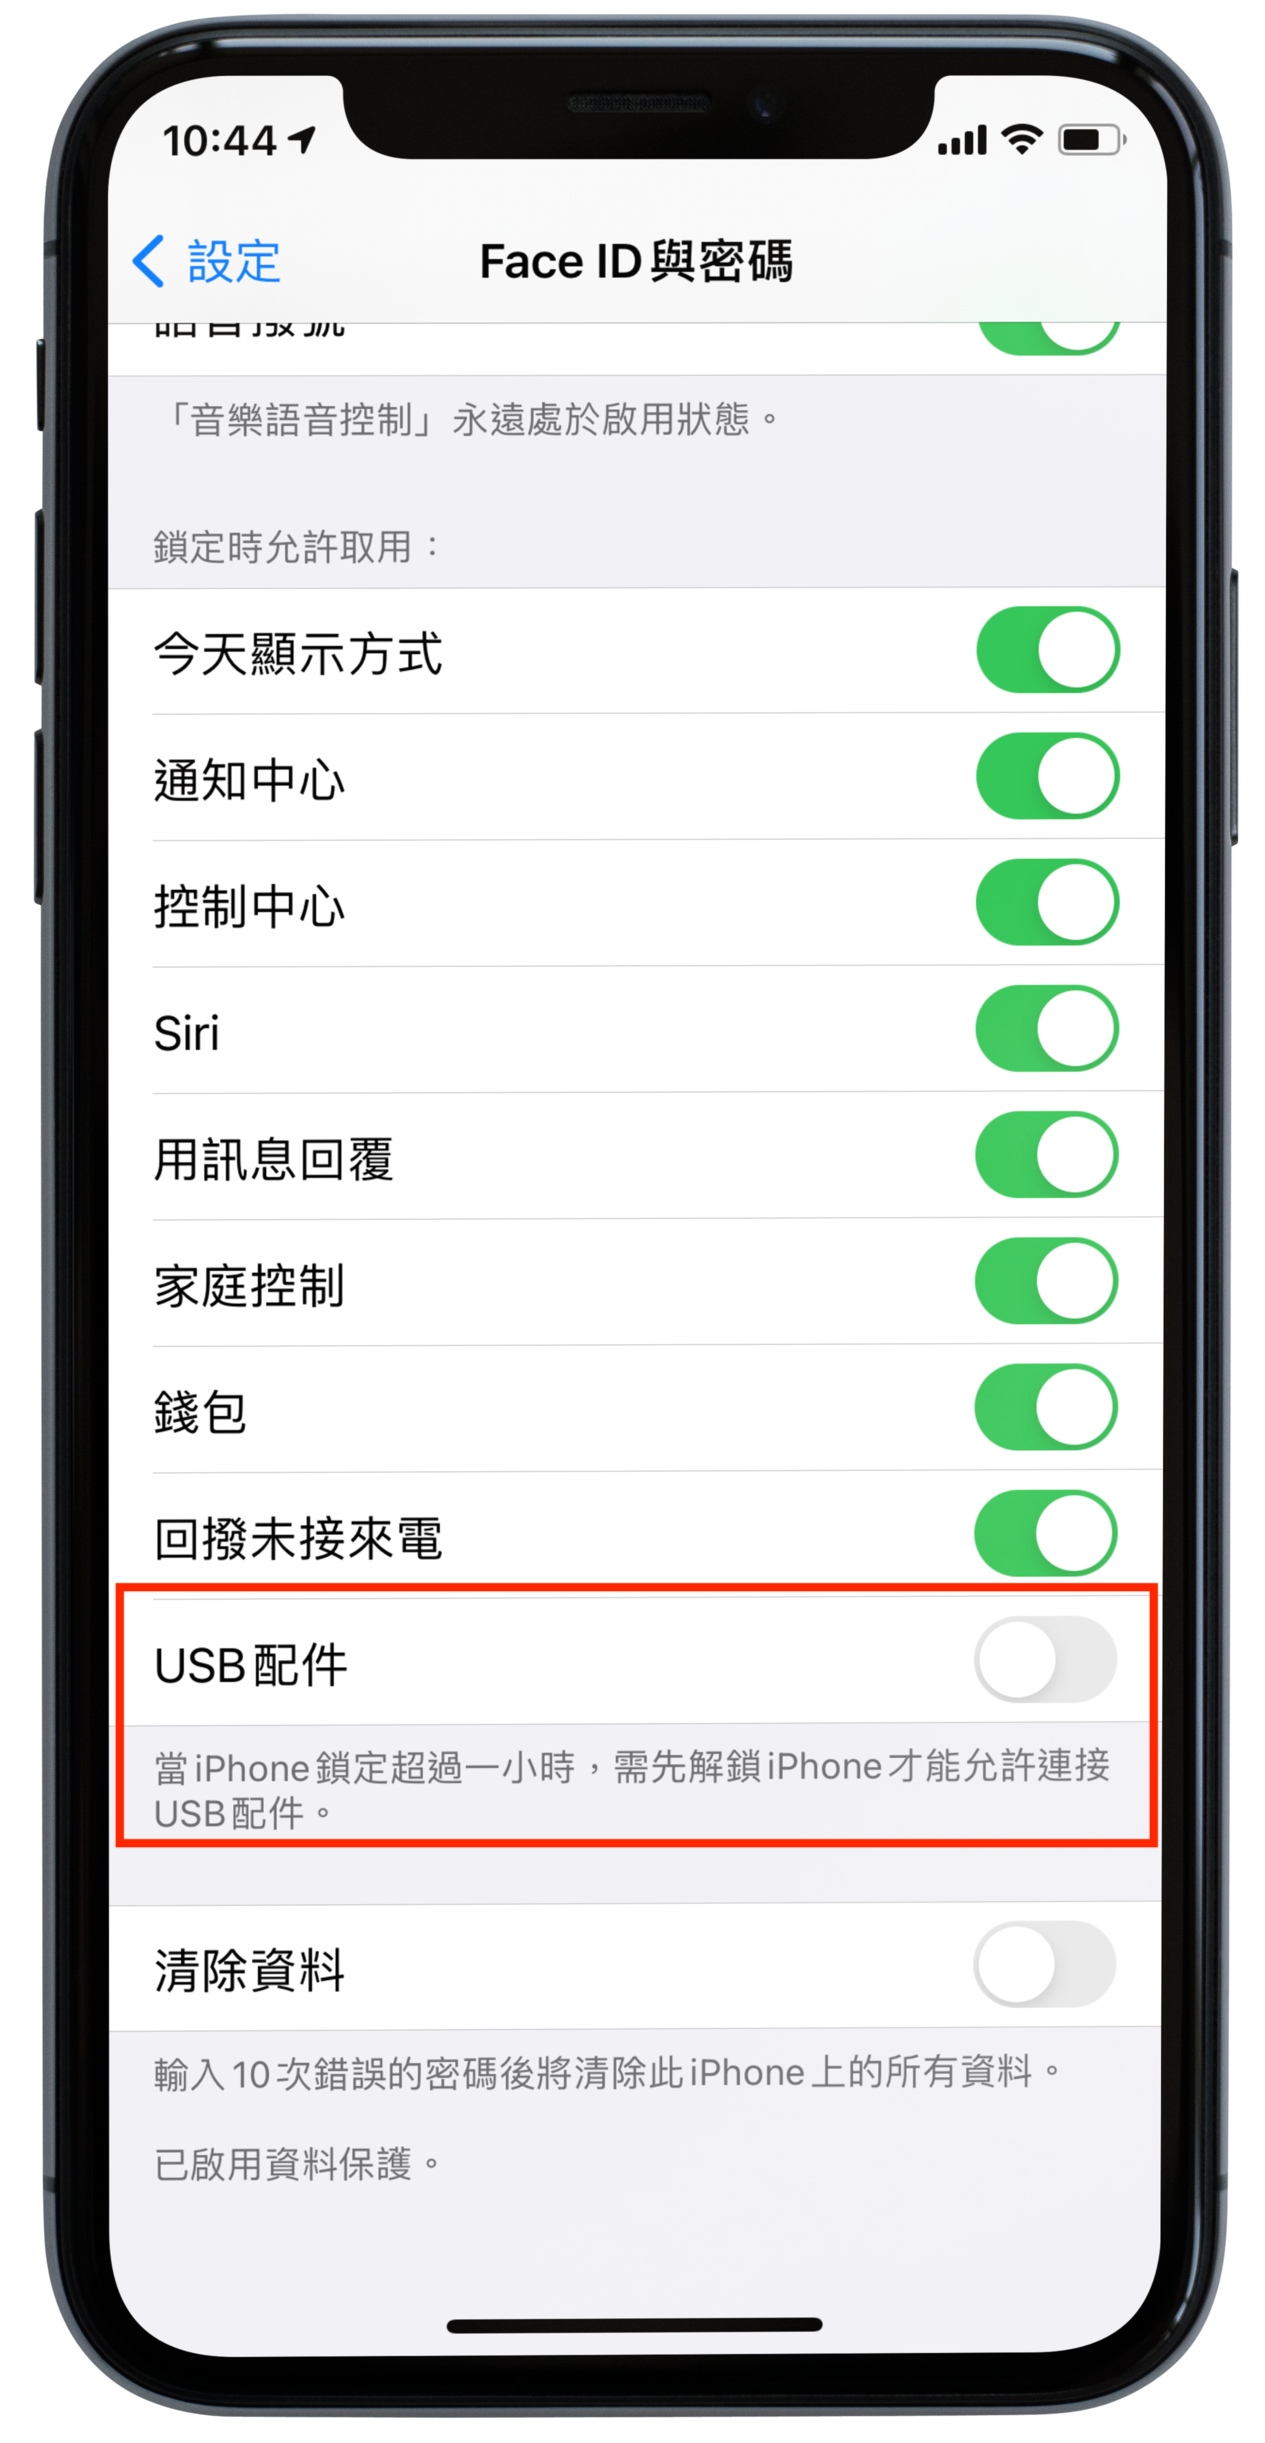 10:44
設定
Face ID與密碼
語音撥號
「音樂語音控制」永遠處於啟用狀態。
鎖定時允許取用：
今天顯示方式
通知中心
控制中心
Siri
用訊息回覆
家庭控制
錢包
回撥未接來電
USB配件
當iPhone鎖定超過一小時，需先解鎖iPhone才能允許連接
USB配件。
清除資料
輸入10次錯誤的密碼後將清除此iPhone上的所有資料。
已啟用資料保護。